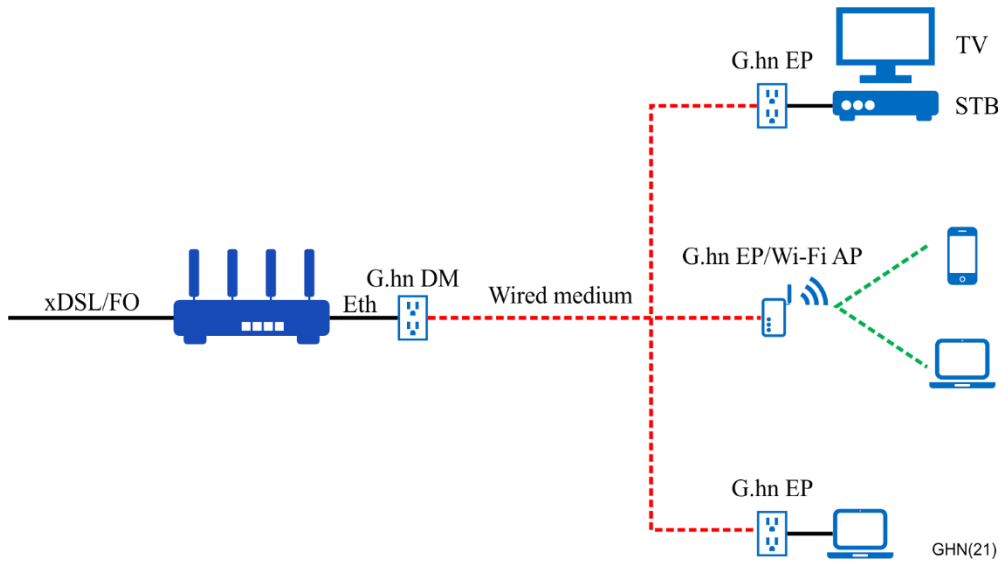 TV
G.hn EP
STB
G.hn EP/Wi-Fi AP
G.hn DM
xDSL/FO
Eth
Wired medium
G.hn EP
GHN(21)